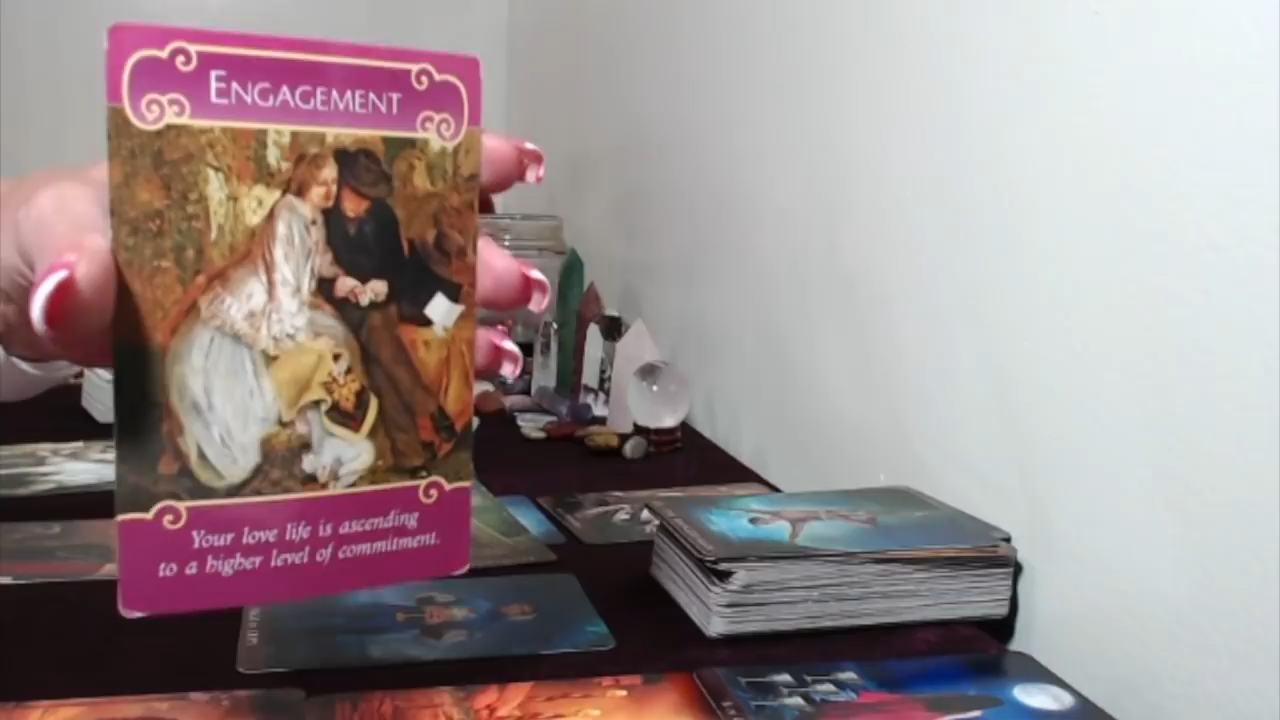 ENGAGEMENT
Your love life is ascending
to a higher level of commitment.